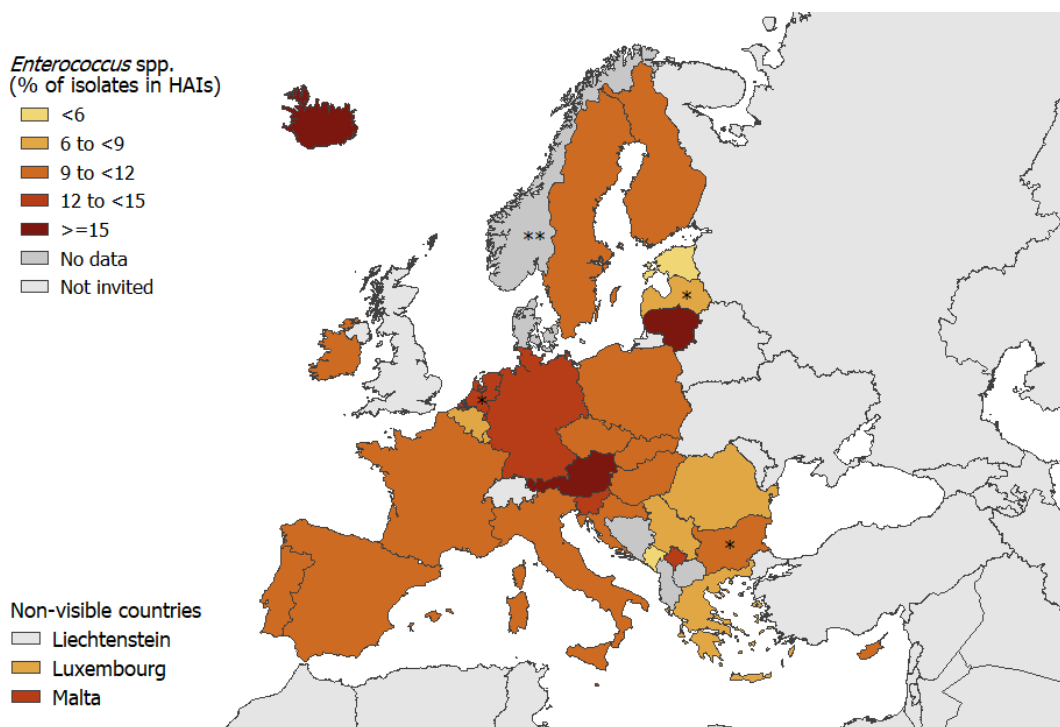 Enterococcus spp.
(% of isolates in HAIs)
<6
6 to <9
9 to <12
12 to <15
>=15
No data
Not invited
**
*
*
*
Non-visible countries
Liechtenstein
Luxembourg
Malta